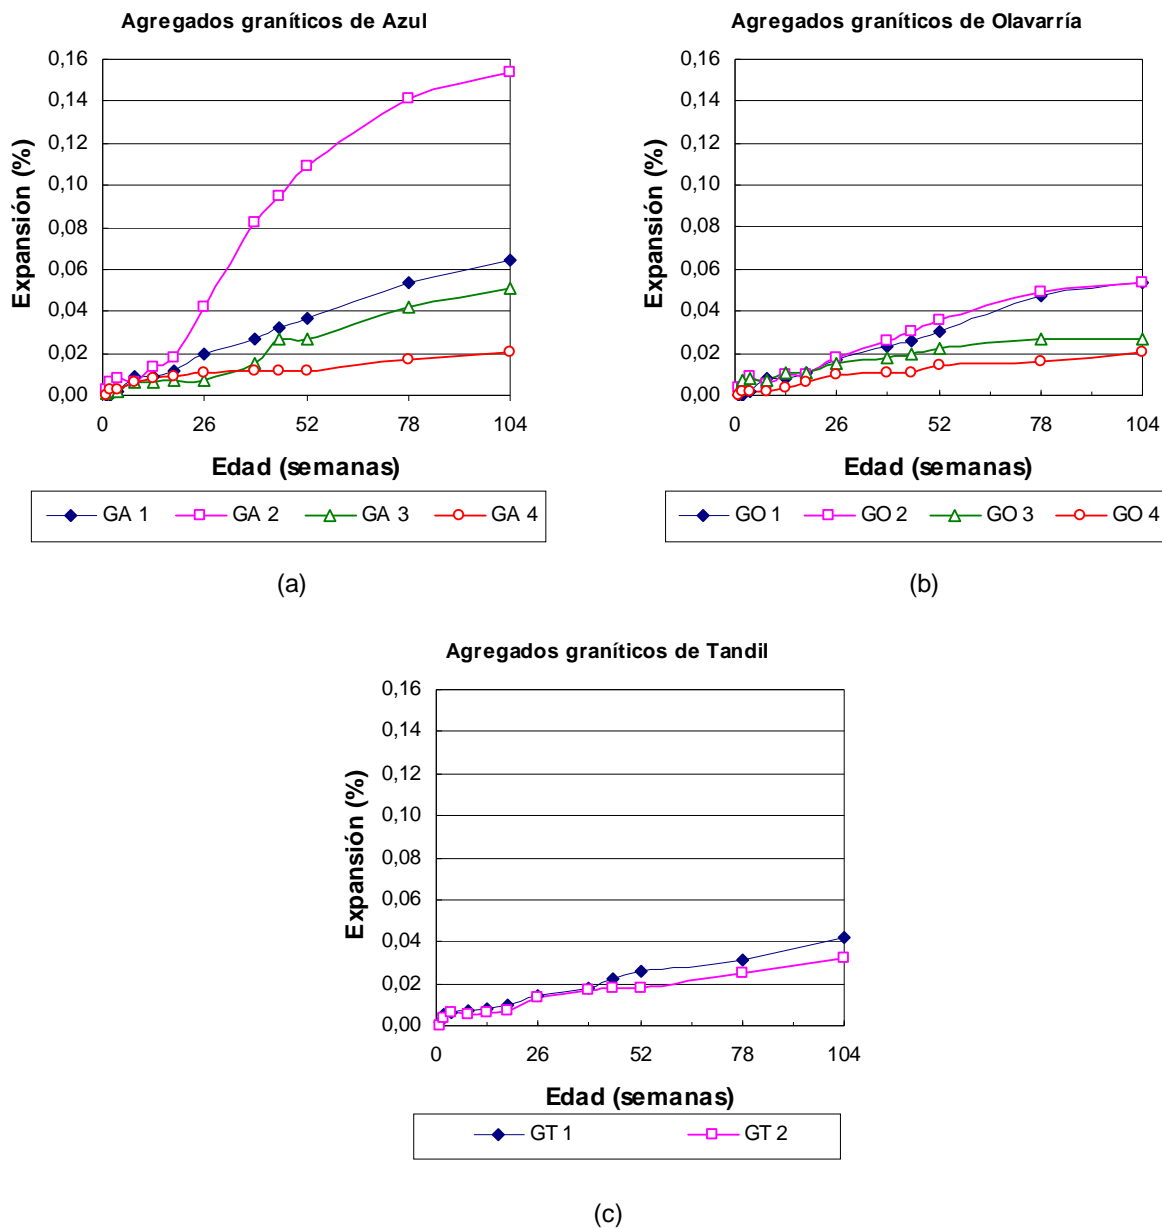 Agregados graníticos de Azul
0,16
0,14
0,12
0,10
0,08
0,06
0,04
0,02
0,00
Expansión (%)
0 26 52 78 104
Edad (semanas)
GA 1 GA 2 GA 3 GA 4
(a)
Agregados graníticos de Olavarría
0,16
0,14
0,12
0,10
0,08
0,06
0,04
0,02
0,00
Expansión (%)
0 26 52 78 104
Edad (semanas)
GO 1 GO 2 GO 3 GO 4
(b)
Agregados graníticos de Tandil
0,16
0,14
0,12
0,10
0,08
0,06
0,04
0,02
0,00
Expansión (%)
0 26 52 78 104
Edad (semanas)
GT 1 GT 2
(c)